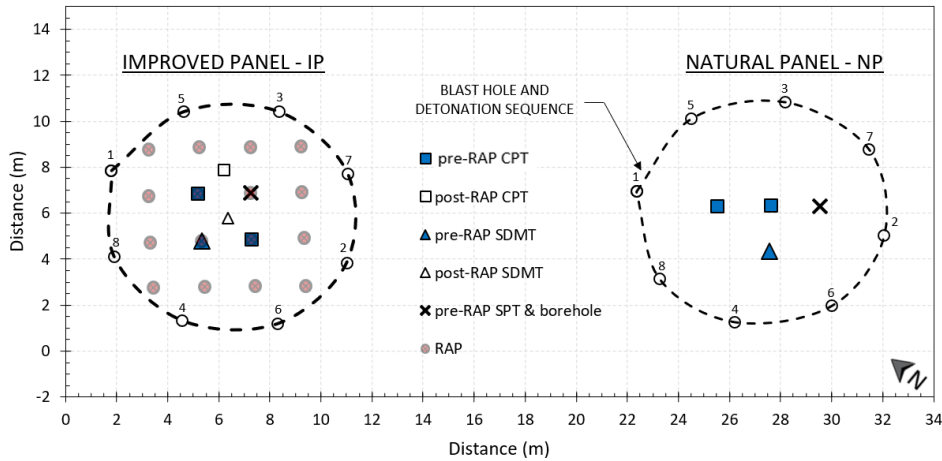 14
12
10
8
6
4
2
0
-2
Distance (m)
IMPROVED PANEL - IP
5
3
1
7
8
2
4
6
BLAST HOLE AND
DETONATION SEQUENCE
pre-RAP CPT
post-RAP CPT
pre-RAP SDMT
post-RAP SDMT
pre-RAP SPT & borehole
RAP
NATURAL PANEL - NP
3
5
7
1
2
8
6
4
N
0 2 4 6 8 10 12 14 16 18 20 22 24 26 28 30 32 34
Distance (m)